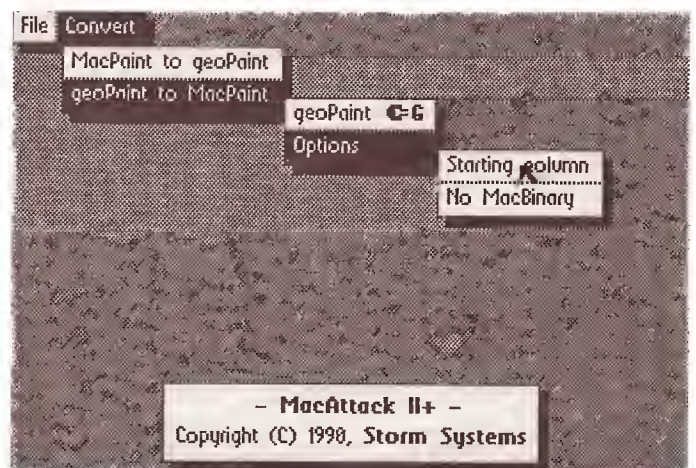 File Convert
MacPaint to geoPaint
geoPaint to MacPaint
geoPaint C=G
Options
Starting column
No MacBinary
- MacAttack II+ -
Copyright (C) 1990, Storm Systems